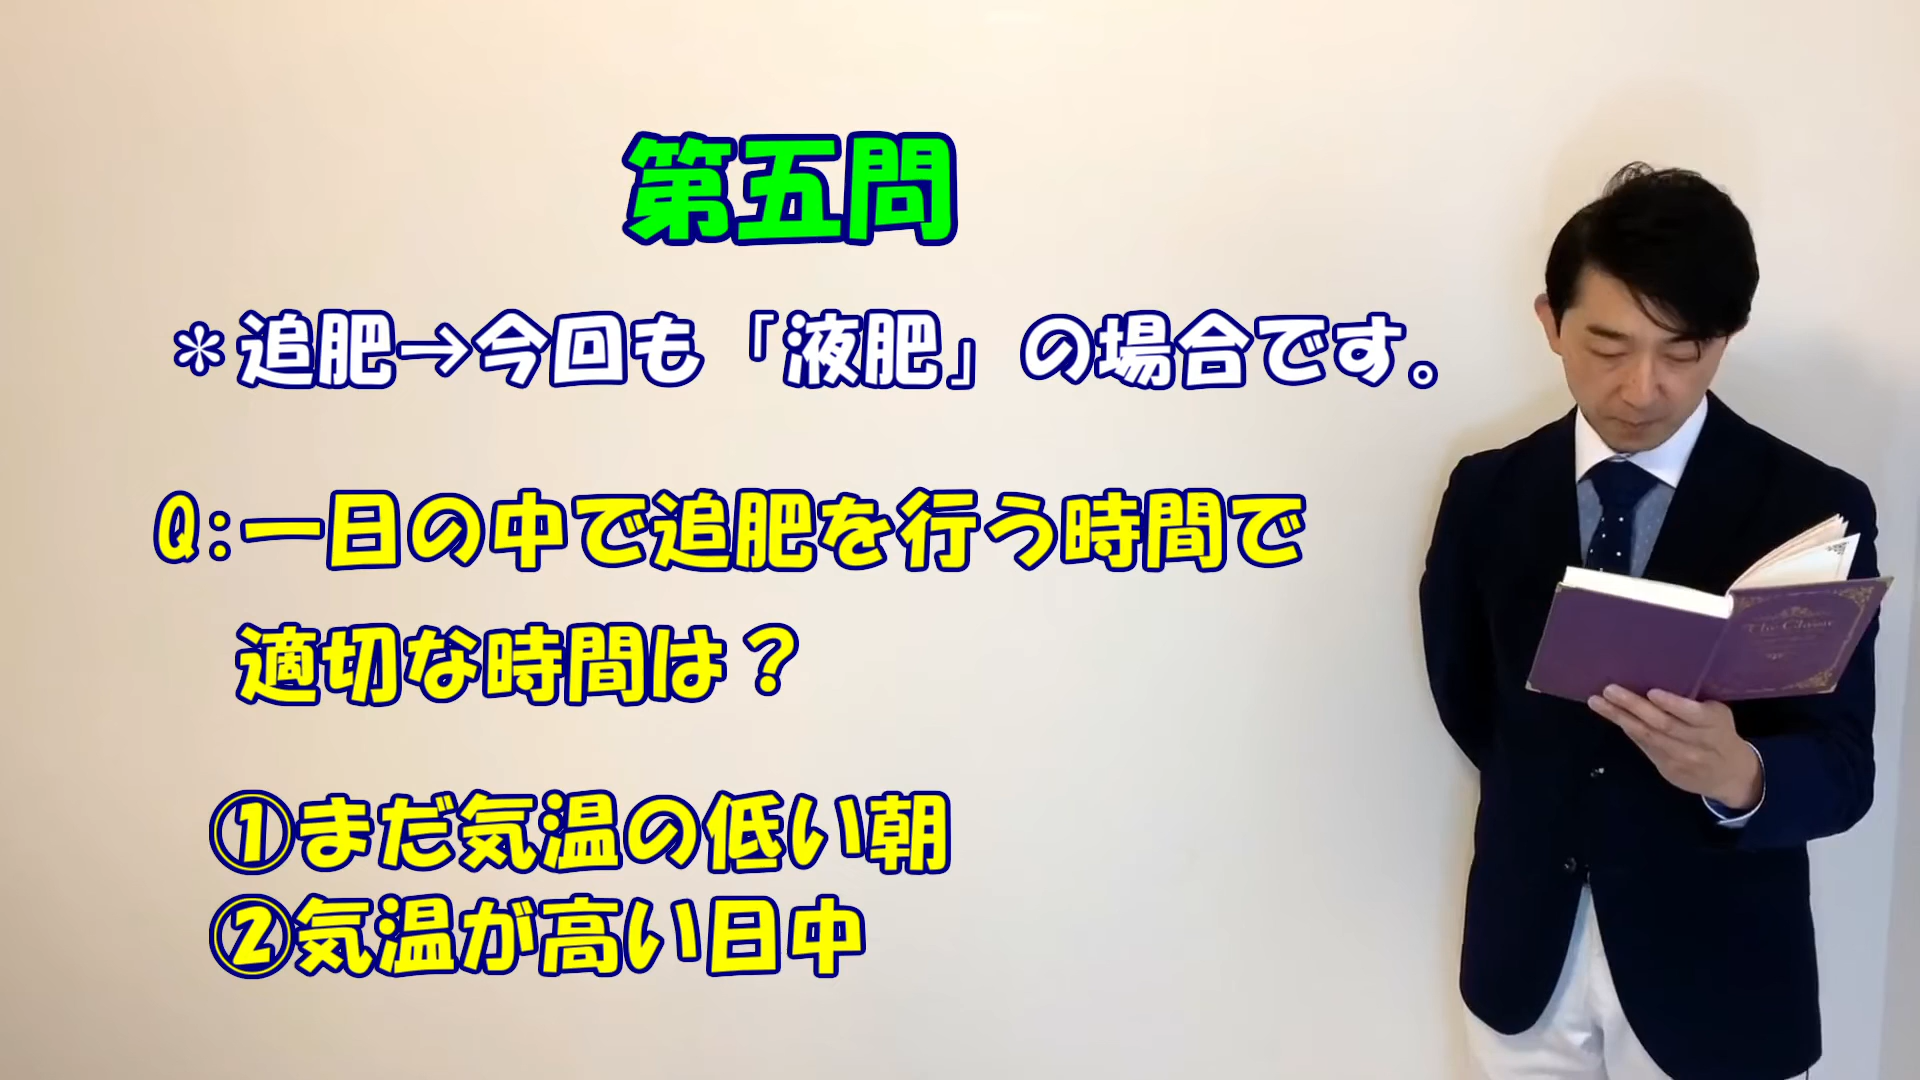 第五問
＊追肥→今回も「液肥」の場合です。
Q:一日の中で追肥を行う時間で
適切な時間は？
①まだ気温の低い朝
②気温が高い日中